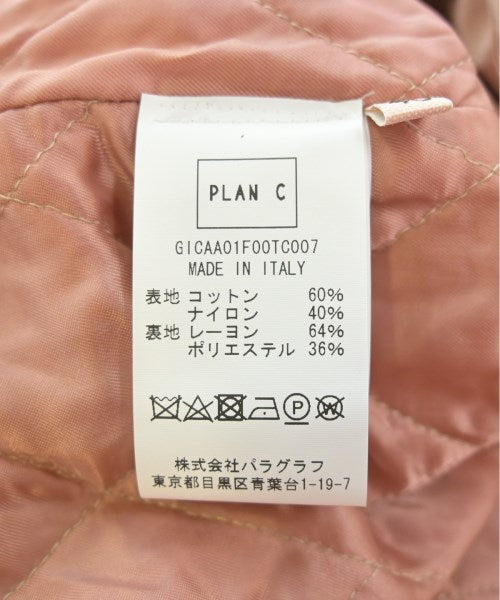 PLAN C
GICAA01F00TC007
MADE IN ITALY
表地 コットン 60%
ナイロン 40%
裏地 レーヨン 64%
ポリエステル 36%
P W
株式会社パラグラフ
東京都目黒区青葉台1-19-7